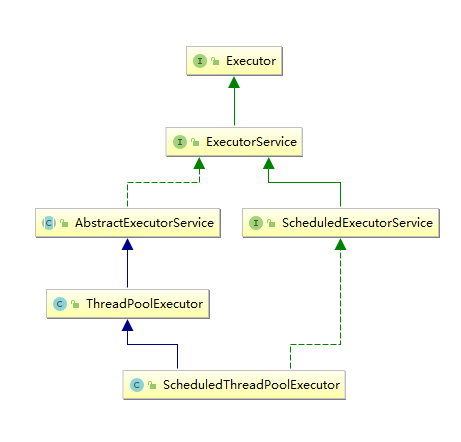 I Executor
I ExecutorService
C AbstractExecutorService
I ScheduledExecutorService
C ThreadPoolExecutor
C ScheduledThreadPoolExecutor